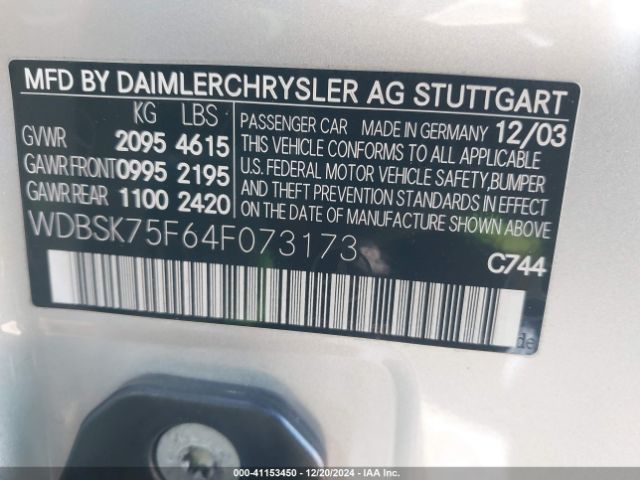 MFD BY DAIMLERCHRYSLER AG STUTTGART
KG LBS
GVWR 2095 4615
GAWR FRONT 0995 2195
GAWR REAR 1100 2420
PASSENGER CAR MADE IN GERMANY 12/03
THIS VEHICLE CONFORMS TO ALL APPLICABLE
U.S. FEDERAL MOTOR VEHICLE SAFETY, BUMPER
AND THEFT PREVENTION STANDARDS IN EFFECT
ON THE DATE OF MANUFACTURE SHOWN ABOVE.
WDBSK75F64F073173
C744
de
000-41153450 - 12/20/2024 - IAA Inc.